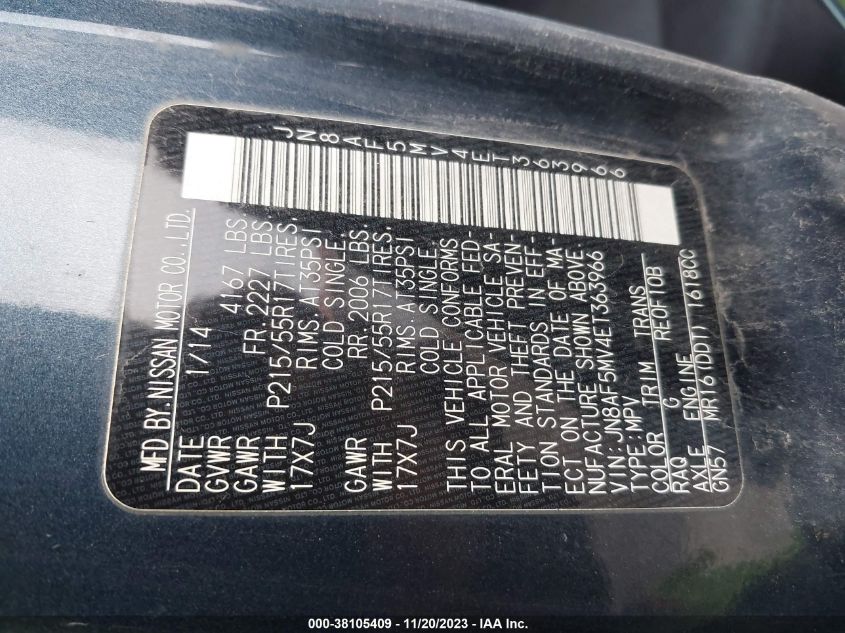 JN8AF5MV4ET363966
MFD BY NISSAN MOTOR CO.,LTD.
DATE 1/14
GVWR 4167 LBS
GAWR FR. 2227 LBS.
WITH P215/55R17TIRES.
17X7J RIMS. AT35PSI
COLD SINGLE.
GAWR RR. 2006 LBS.
WITH P215/55R17TIRES.
17X7J RIMS. AT35PSI
COLD SINGLE.
THIS VEHICLE CONFORMS
TO ALL APPLICABLE FED-
ERAL MOTOR VEHICLE SA-
FETY AND THEFT PREVEN-
TION STANDARDS IN EFF-
ECT ON THE DATE OF MA-
NUFACTURE SHOWN ABOVE.
VIN: JN8AF5MV4ET363966
TYPE:MPV
COLOR TRIM TRANS
RAQ G RE0FT0B
AXLE ENGINE
GN57 MR16(DDT) 1618CC
000-38105409 - 11/20/2023 - IAA Inc.